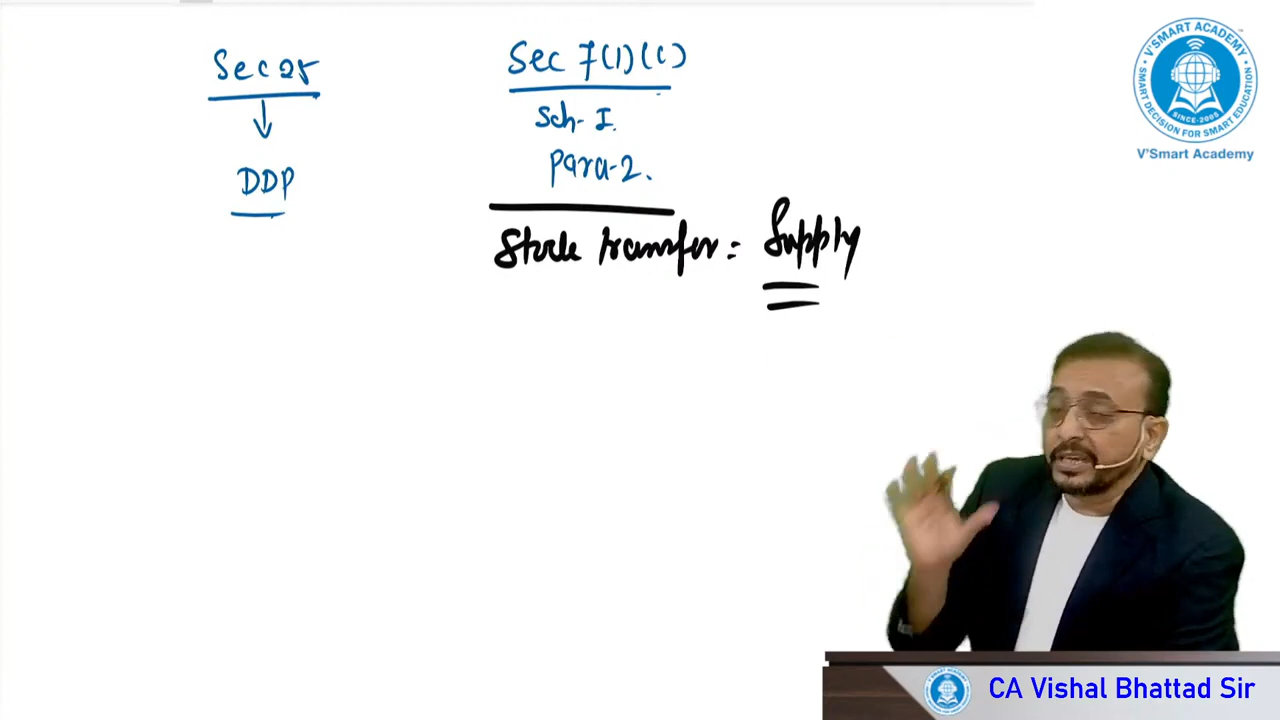 Sec 25
DDP
Sec 7(1)(c)
Sch-I.
Para-2.
Stock transfer = Supply
V'SMART ACADEMY
SMART DECISION FOR SMART EDUCATION
SINCE-2005
V'Smart Academy
CA Vishal Bhattad Sir